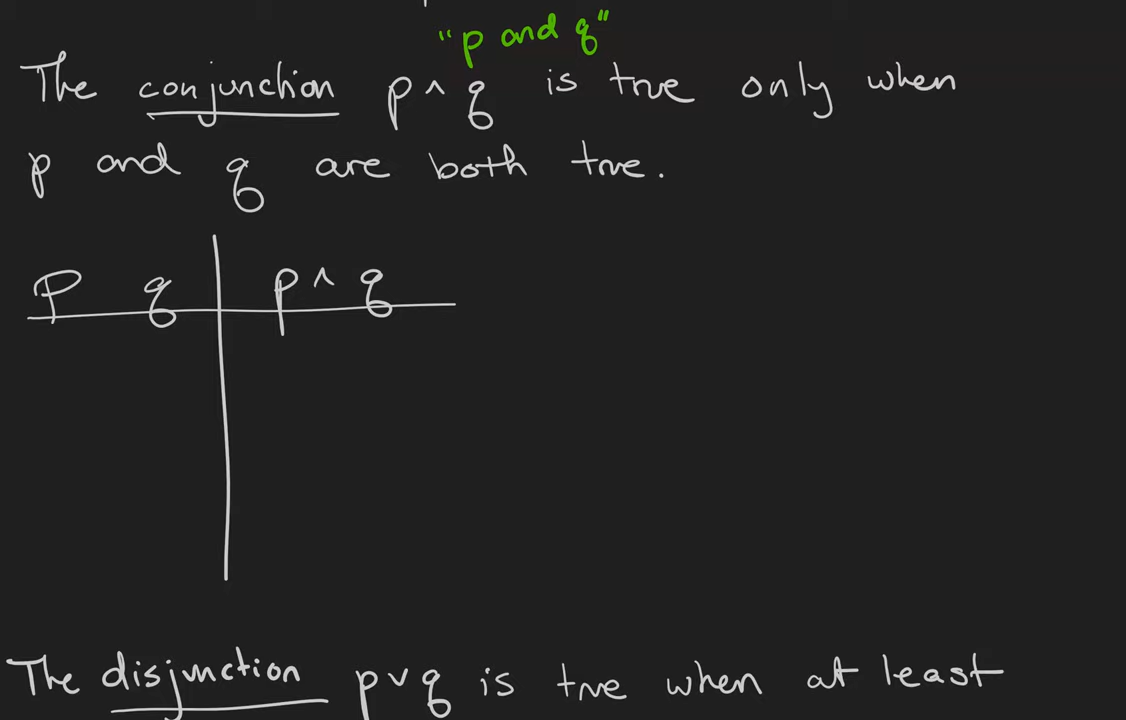 "p and q"
The conjunction p ∧ q is true only when
p and q are both true.
p q p ∧ q
The disjunction p ∨ q is true when at least